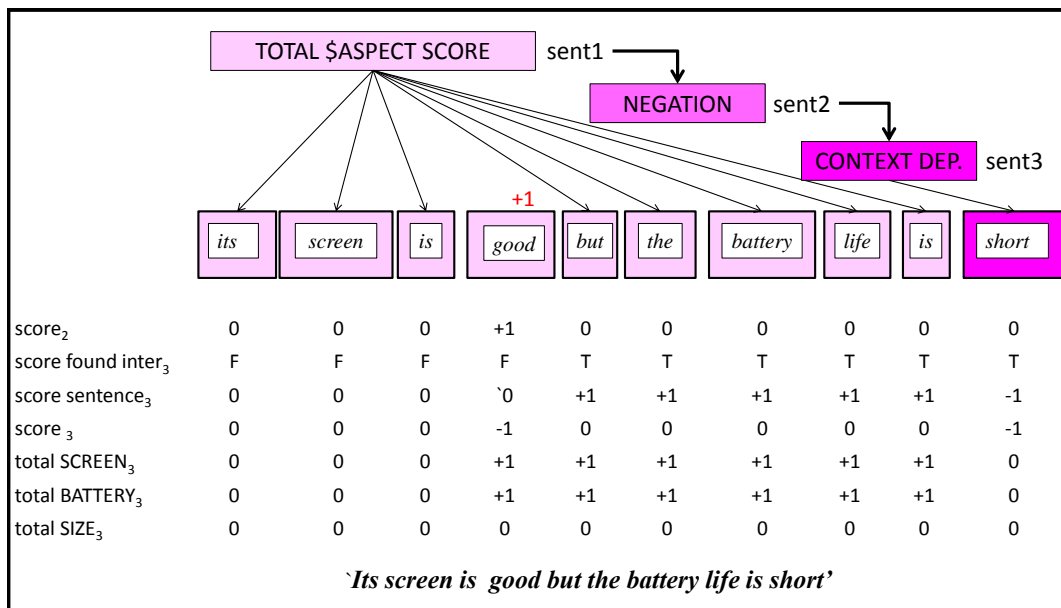 TOTAL $ASPECT SCORE sent1
NEGATION sent2
CONTEXT DEP. sent3
+1
its screen is good but the battery life is short
score₂ 0 0 0 +1 0 0 0 0 0 0
score found inter₃ F F F F T T T T T T
score sentence₃ 0 0 0 `0 +1 +1 +1 +1 +1 -1
score ₃ 0 0 0 -1 0 0 0 0 0 -1
total SCREEN₃ 0 0 0 +1 +1 +1 +1 +1 +1 0
total BATTERY₃ 0 0 0 +1 +1 +1 +1 +1 +1 0
total SIZE₃ 0 0 0 0 0 0 0 0 0 0
`Its screen is good but the battery life is short’